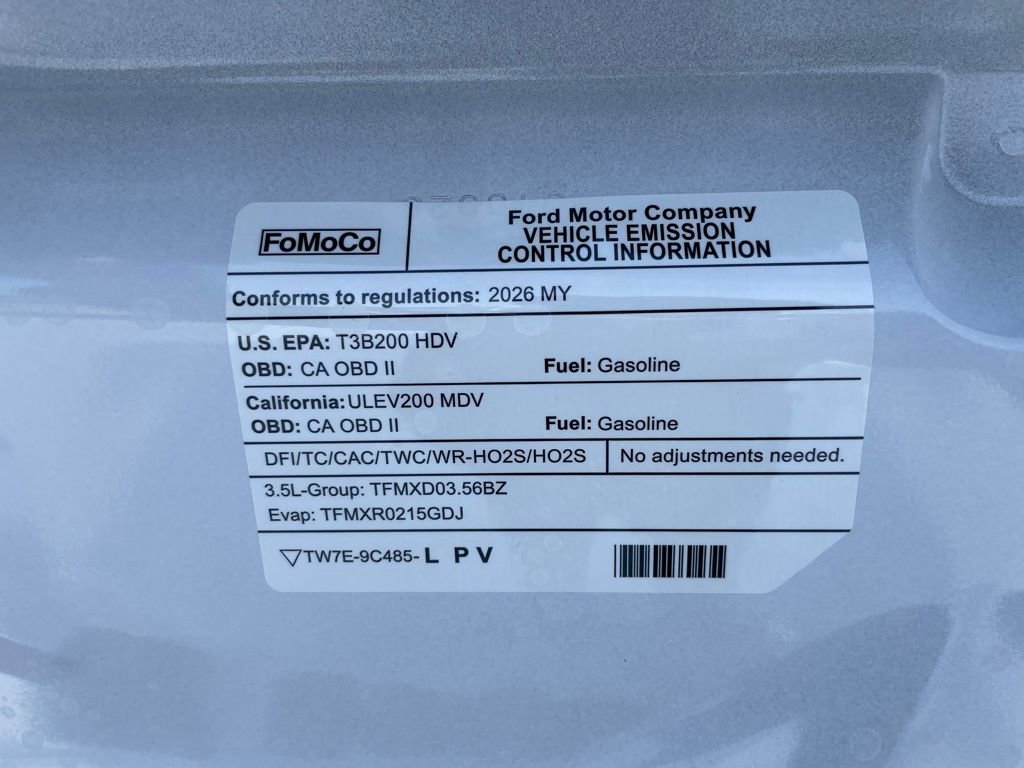 FoMoCo
Ford Motor Company
VEHICLE EMISSION
CONTROL INFORMATION
Conforms to regulations: 2026 MY
U.S. EPA: T3B200 HDV
OBD: CA OBD II Fuel: Gasoline
California: ULEV200 MDV
OBD: CA OBD II Fuel: Gasoline
DFI/TC/CAC/TWC/WR-HO2S/HO2S No adjustments needed.
3.5L-Group: TFMXD03.56BZ
Evap: TFMXR0215GDJ
TW7E-9C485- L P V